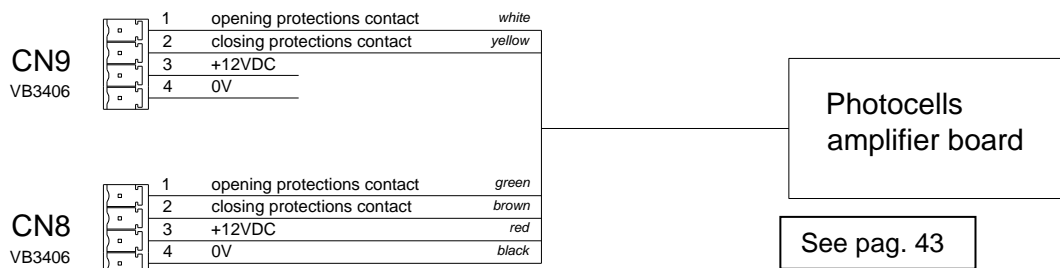 CN9
VB3406
1 opening protections contact white
2 closing protections contact yellow
3 +12VDC
4 0V
Photocells
amplifier board
CN8
VB3406
1 opening protections contact green
2 closing protections contact brown
3 +12VDC red
4 0V black
See pag. 43